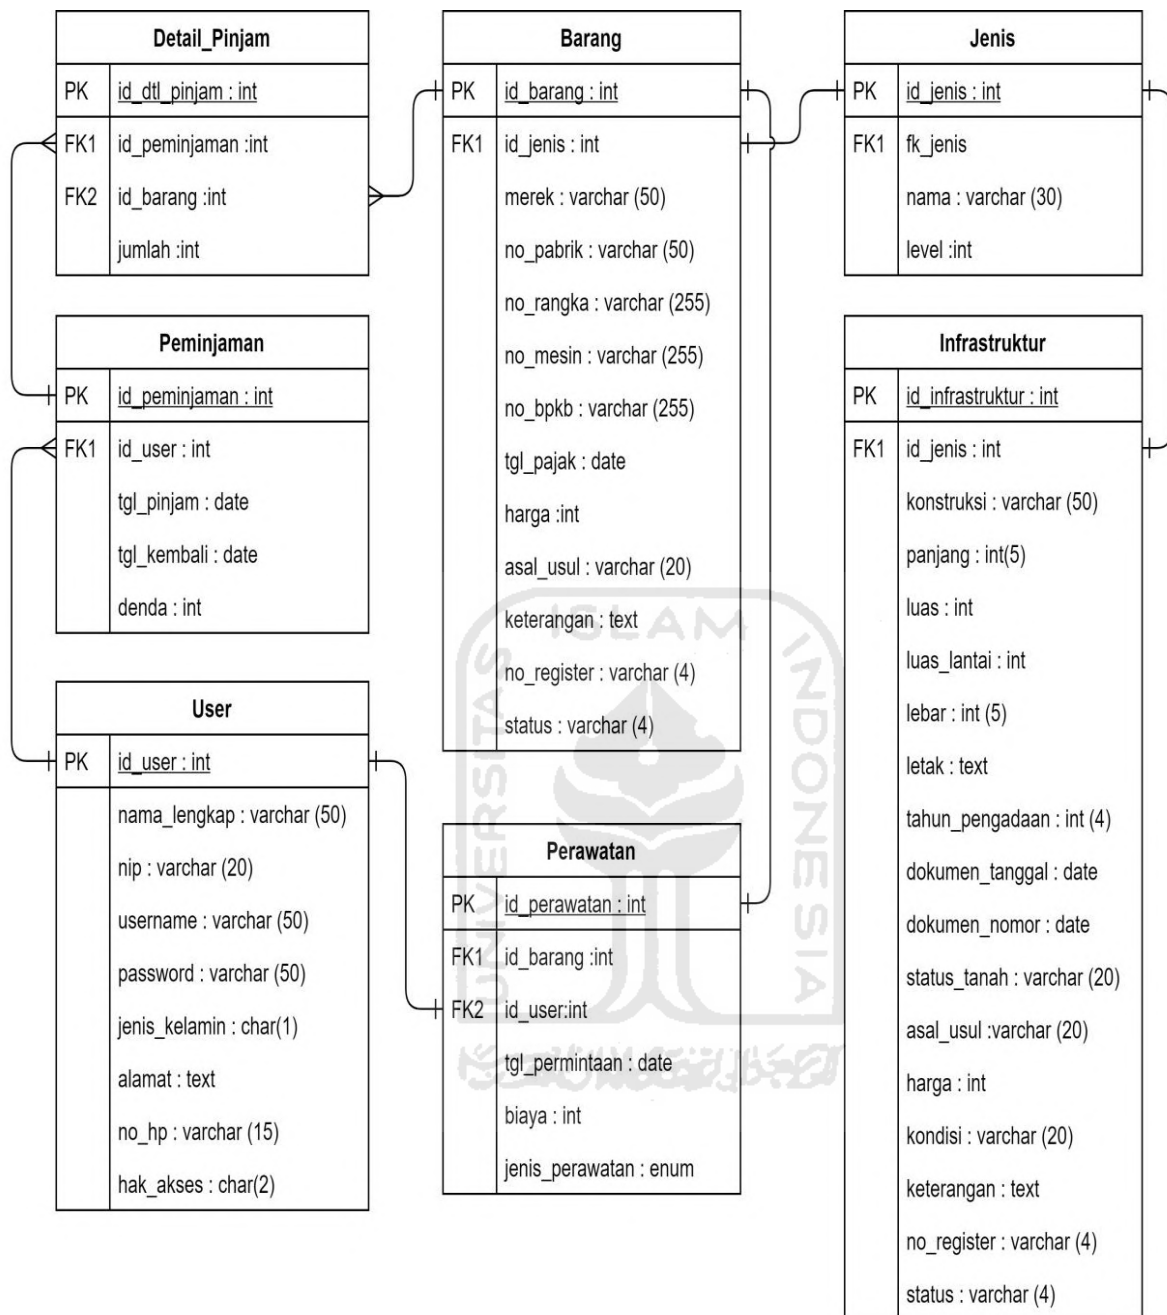 Detail_Pinjam
PK id_dtl_pinjam : int
FK1 id_peminjaman :int
FK2 id_barang :int
jumlah :int
Peminjaman
PK id_peminjaman : int
FK1 id_user : int
tgl_pinjam : date
tgl_kembali : date
denda : int
User
PK id_user : int
nama_lengkap : varchar (50)
nip : varchar (20)
username : varchar (50)
password : varchar (50)
jenis_kelamin : char(1)
alamat : text
no_hp : varchar (15)
hak_akses : char(2)
Barang
PK id_barang : int
FK1 id_jenis : int
merek : varchar (50)
no_pabrik : varchar (50)
no_rangka : varchar (255)
no_mesin : varchar (255)
no_bpkb : varchar (255)
tgl_pajak : date
harga :int
asal_usul : varchar (20)
keterangan : text
no_register : varchar (4)
status : varchar (4)
Perawatan
PK id_perawatan : int
FK1 id_barang :int
FK2 id_user:int
tgl_permintaan : date
biaya : int
jenis_perawatan : enum
Jenis
PK id_jenis : int
FK1 fk_jenis
nama : varchar (30)
level :int
Infrastruktur
PK id_infrastruktur : int
FK1 id_jenis : int
konstruksi : varchar (50)
panjang : int(5)
luas : int
luas_lantai : int
lebar : int (5)
letak : text
tahun_pengadaan : int (4)
dokumen_tanggal : date
dokumen_nomor : date
status_tanah : varchar (20)
asal_usul :varchar (20)
harga : int
kondisi : varchar (20)
keterangan : text
no_register : varchar (4)
status : varchar (4)
UNIVERSITAS
ISLAM
INDONESIA